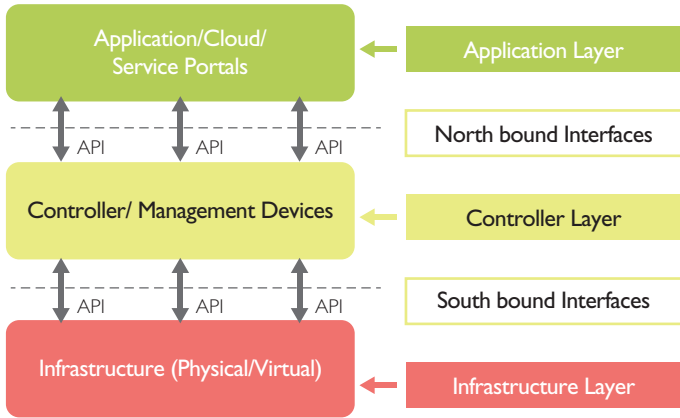 Application/Cloud/
Service Portals
Application Layer
North bound Interfaces
API API API
Controller/ Management Devices
Controller Layer
South bound Interfaces
API API API
Infrastructure (Physical/Virtual)
Infrastructure Layer